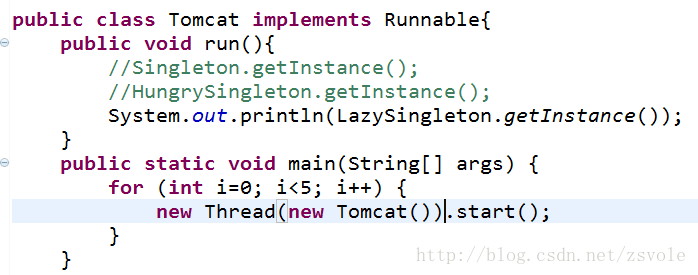 public class Tomcat implements Runnable{
    public void run(){
        //Singleton.getInstance();
        //HungrySingleton.getInstance();
        System.out.println(LazySingleton.getInstance());
    }
    public static void main(String[] args) {
        for (int i=0; i<5; i++) {
            new Thread(new Tomcat()).start();
        }
    }
http://blog.csdn.net/zsvole